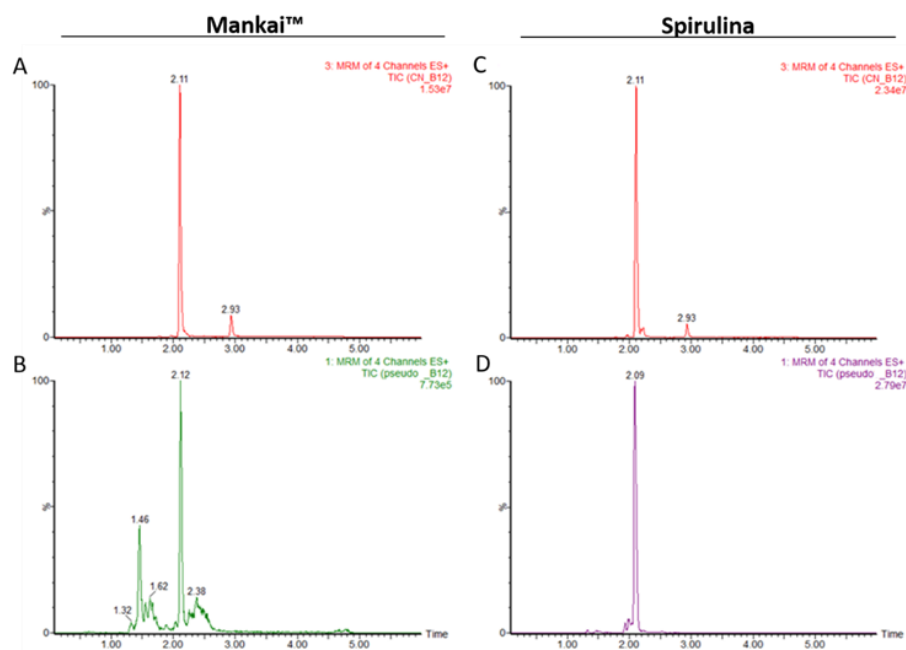 Mankai™
Spirulina
A
3: MRM of 4 Channels ES+
TIC (CN_B12)
1.53e7
2.11
100
%
2.93
0
1.00 2.00 3.00 4.00 5.00
C
3: MRM of 4 Channels ES+
TIC (CN_B12)
2.34e7
2.11
100
%
2.93
0
1.00 2.00 3.00 4.00 5.00
B
1: MRM of 4 Channels ES+
TIC (pseudo _B12)
7.73e5
2.12
100
%
1.46
1.32
1.62
2.38
0
Time
1.00 2.00 3.00 4.00 5.00
D
1: MRM of 4 Channels ES+
TIC (pseudo _B12)
2.79e7
2.09
100
%
0
Time
1.00 2.00 3.00 4.00 5.00